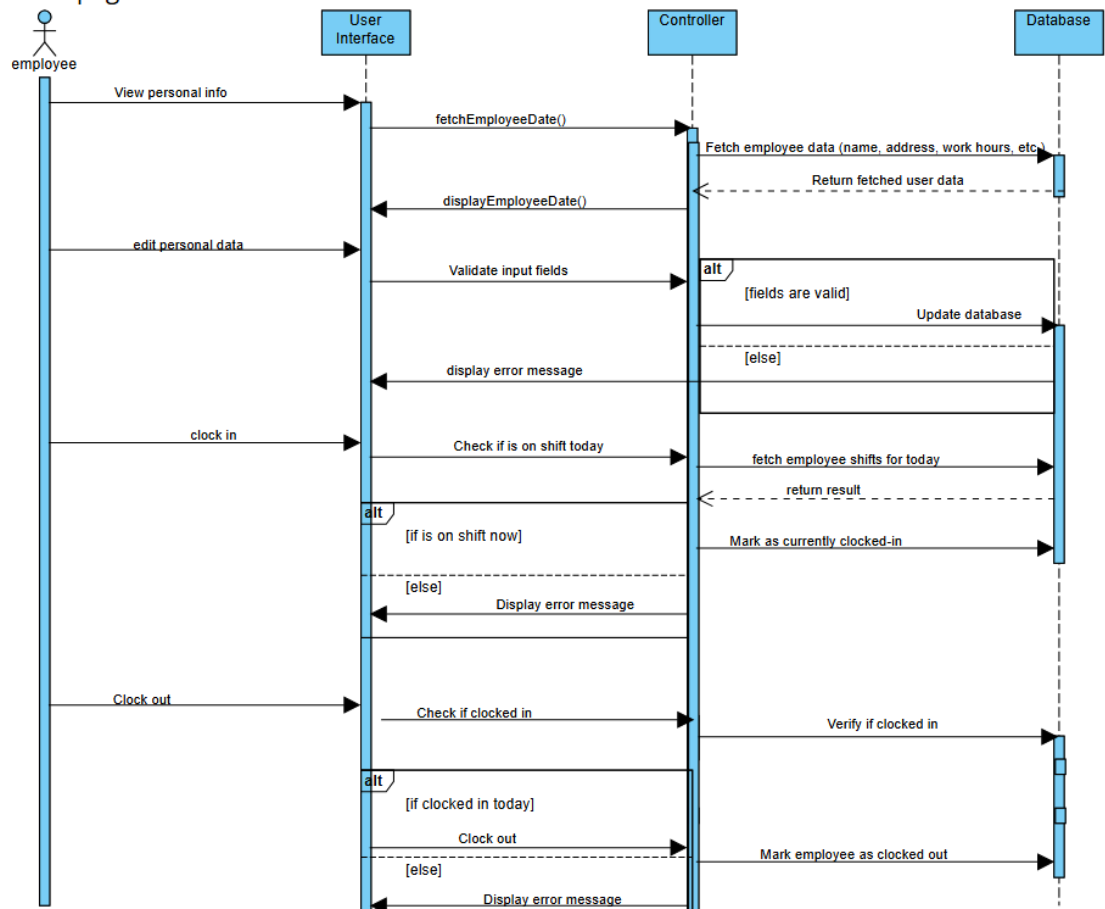 User
Interface
Controller
Database
employee
View personal info
fetchEmployeeDate()
Fetch employee data (name, address, work hours, etc.)
Return fetched user data
displayEmployeeDate()
edit personal data
Validate input fields
alt
[fields are valid]
Update database
[else]
display error message
clock in
Check if is on shift today
fetch employee shifts for today
return result
alt
[if is on shift now]
Mark as currently clocked-in
[else]
Display error message
Clock out
Check if clocked in
Verify if clocked in
alt
[if clocked in today]
Clock out
Mark employee as clocked out
[else]
Display error message